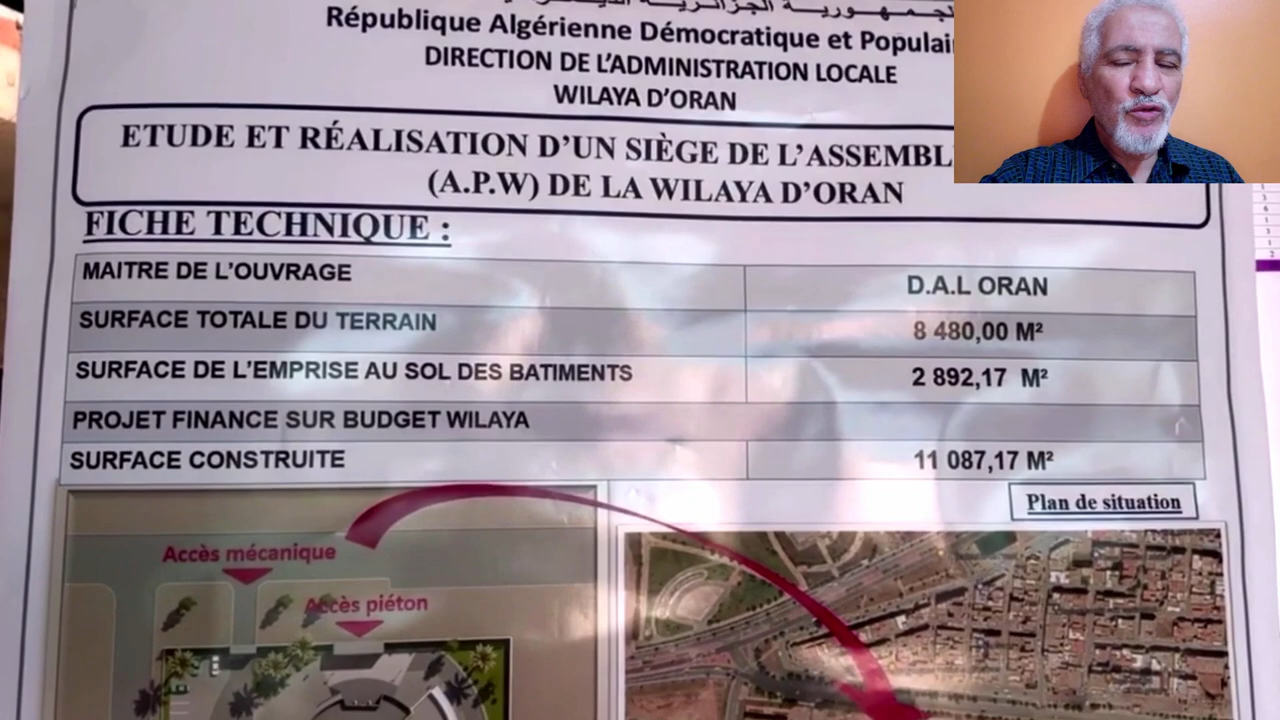 République Algérienne Démocratique et
DIRECTION DE L'ADMINISTRATION LOCALE
WILAYA D'ORAN
ETUDE ET RÉALISATION D'UN SIÈGE DE
(A.P.W) DE LA WILAYA D'ORAN
FICHE TECHNIQUE :
MAITRE DE L'OUVRAGE D.A.L ORAN
SURFACE TOTALE DU TERRAIN 8 480,00 M²
SURFACE DE L'EMPRISE AU SOL DES BATIMENTS 2 892,17 M²
PROJET FINANCE SUR BUDGET WILAYA
SURFACE CONSTRUITE 11 087,17 M²
Plan de situation
Accès mécanique
Accès piéton